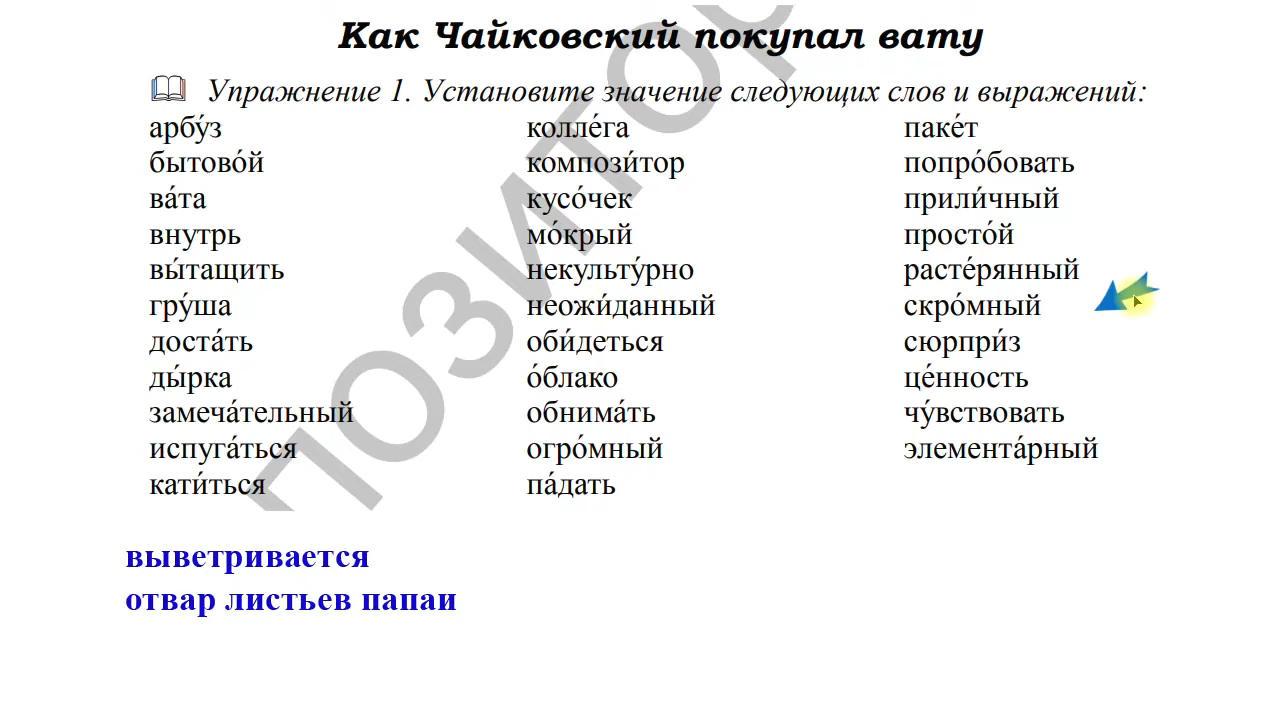 Как Чайковский покупал вату
Упражнение 1. Установите значение следующих слов и выражений:
арбу́з
бытово́й
ва́та
внутрь
вы́тащить
гру́ша
доста́ть
ды́рка
замеча́тельный
испуга́ться
кати́ться
колле́га
компози́тор
кусо́чек
мо́крый
некульту́рно
неожи́данный
оби́деться
о́блако
обнима́ть
огро́мный
па́дать
паке́т
попро́бовать
прили́чный
просто́й
расте́рянный
скро́мный
сюрпри́з
це́нность
чу́вствовать
элемента́рный
выветривается
отвар листьев папаи
ПОЗИТОР